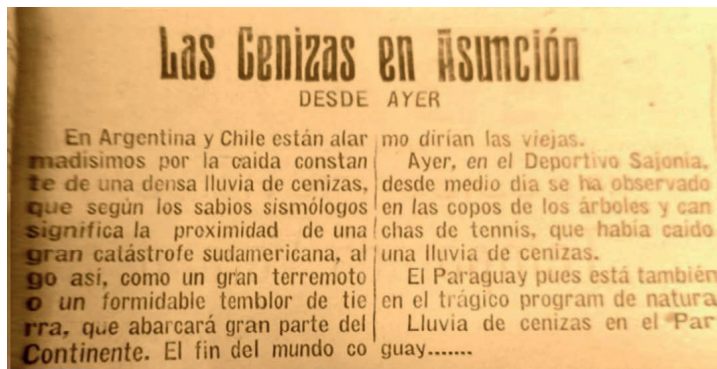 Las Cenizas en Asunción
DESDE AYER
En Argentina y Chile están alar
madisimos por la caida constan
te de una densa lluvia de cenizas,
que según los sabios sismólogos
significa la proximidad de una
gran catástrofe sudamericana, al
go así, como un gran terremoto
o un formidable temblor de tie
rra, que abarcará gran parte del
Continente. El fin del mundo co
mo dirían las viejas.
Ayer, en el Deportivo Sajonia,
desde medio dia se ha observado
en las copos de los árboles y can
chas de tennis, que había caído
una lluvia de cenizas.
El Paraguay pues está también
en el trágico program de natura
Lluvia de cenizas en el Par
guay.......